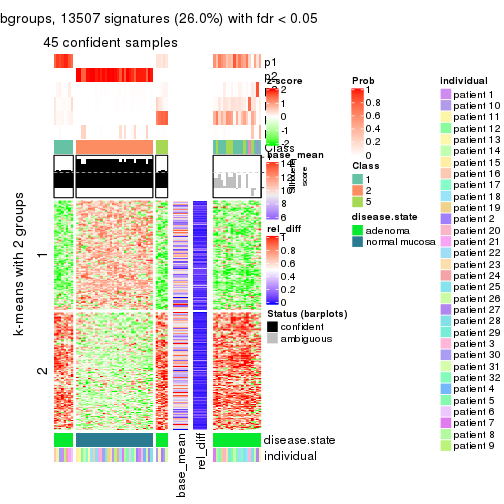 bgroups, 13507 signatures (26.0%) with fdr < 0.05
45 confident samples
p1
p2
z-score
2
1
0
-1
-2
Class
base_mean
14
12
10
8
6
Silhouette
score
rel_diff
1
0.8
0.6
0.4
0.2
0
Status (barplots)
confident
ambiguous
k-means with 2 groups
1
2
base_mean
rel_diff
disease.state
individual
Prob
1
0.8
0.6
0.4
0.2
0
Class
1
2
5
disease.state
adenoma
normal mucosa
individual
patient 1
patient 10
patient 11
patient 12
patient 13
patient 14
patient 15
patient 16
patient 17
patient 18
patient 19
patient 2
patient 20
patient 21
patient 22
patient 23
patient 24
patient 25
patient 26
patient 27
patient 28
patient 29
patient 3
patient 30
patient 31
patient 32
patient 4
patient 5
patient 6
patient 7
patient 8
patient 9